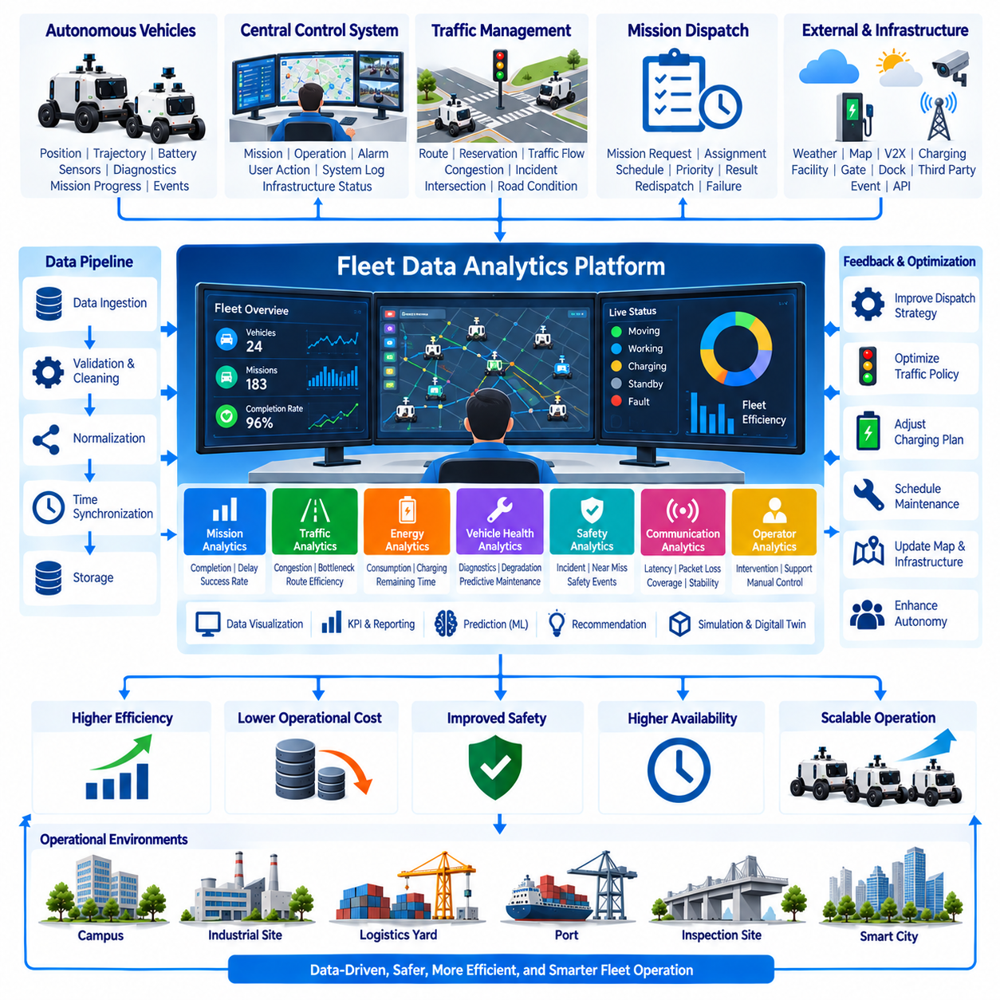 Autonomous Vehicles
Position | Trajectory | Battery
Sensors | Diagnostics
Mission Progress | Events
Central Control System
Mission | Operation | Alarm
User Action | System Log
Infrastructure Status
Traffic Management
Route | Reservation | Traffic Flow
Congestion | Incident
Intersection | Road Condition
Mission Dispatch
Mission Request | Assignment
Schedule | Priority | Result
Redispatch | Failure
External & Infrastructure
Weather | Map | V2X | Charging
Facility | Gate | Dock | Third Party
Event | API
Data Pipeline
Data Ingestion
Validation &
Cleaning
Normalization
Time
Synchronization
Storage
Fleet Data Analytics Platform
Fleet Overview
Vehicles
24
Missions
183
Completion Rate
96%
Live Status
Moving
Working
Charging
Standby
Fault
Fleet
Efficiency
Mission
Analytics
Completion | Delay
Success Rate
Traffic
Analytics
Congestion | Bottleneck
Route Efficiency
Energy
Analytics
Consumption | Charging
Remaining Time
Vehicle Health
Analytics
Diagnostics | Degradation
Predictive Maintenance
Safety
Analytics
Incident | Near Miss
Safety Events
Communication
Analytics
Latency | Packet Loss
Coverage | Stability
Operator
Analytics
Intervention | Support
Manual Control
Data Visualization
KPI & Reporting
Prediction (ML)
Recommendation
Simulation & Digitall Twin
Feedback & Optimization
Improve Dispatch
Strategy
Optimize
Traffic Policy
Adjust
Charging Plan
Schedule
Maintenance
Update Map &
Infrastructure
Enhance
Autonomy
Higher Efficiency
Lower Operational Cost
Improved Safety
Higher Availability
Scalable Operation
Operational Environments
Campus
Industrial Site
Logistics Yard
Port
Inspection Site
Smart City
Data-Driven, Safer, More Efficient, and Smarter Fleet Operation